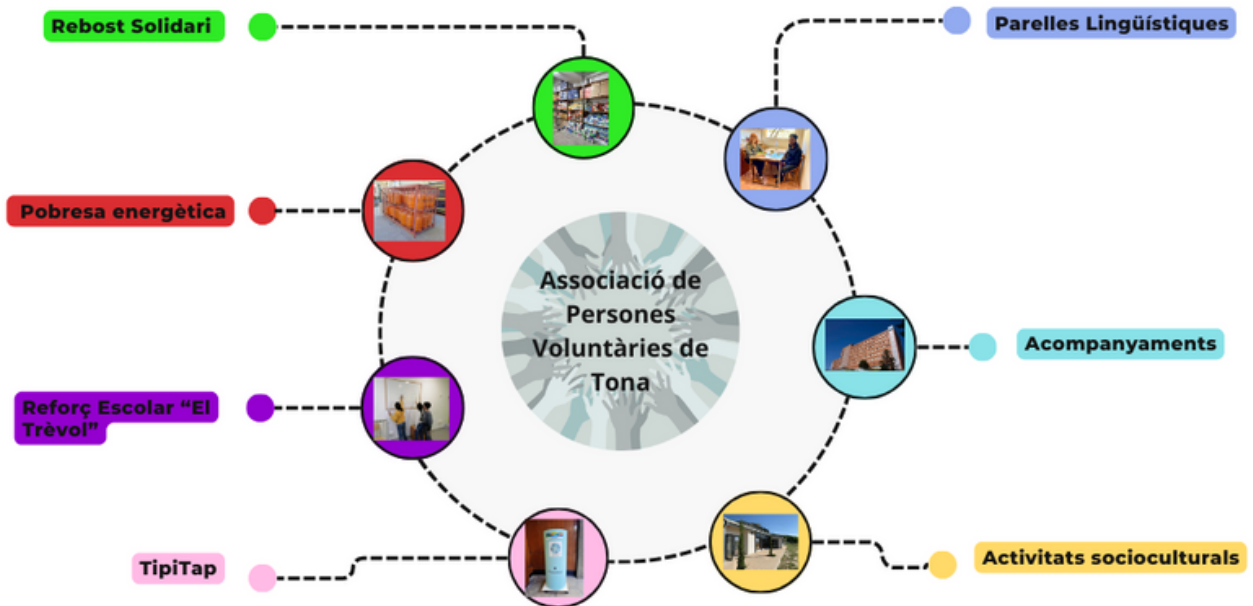 Rebost Solidari
Parelles Lingüístiques
Pobresa energètica
Associació de
Persones
Voluntàries de
Tona
Acompanyaments
Reforç Escolar “El
Trèvol”
TipiTap
Activitats socioculturals